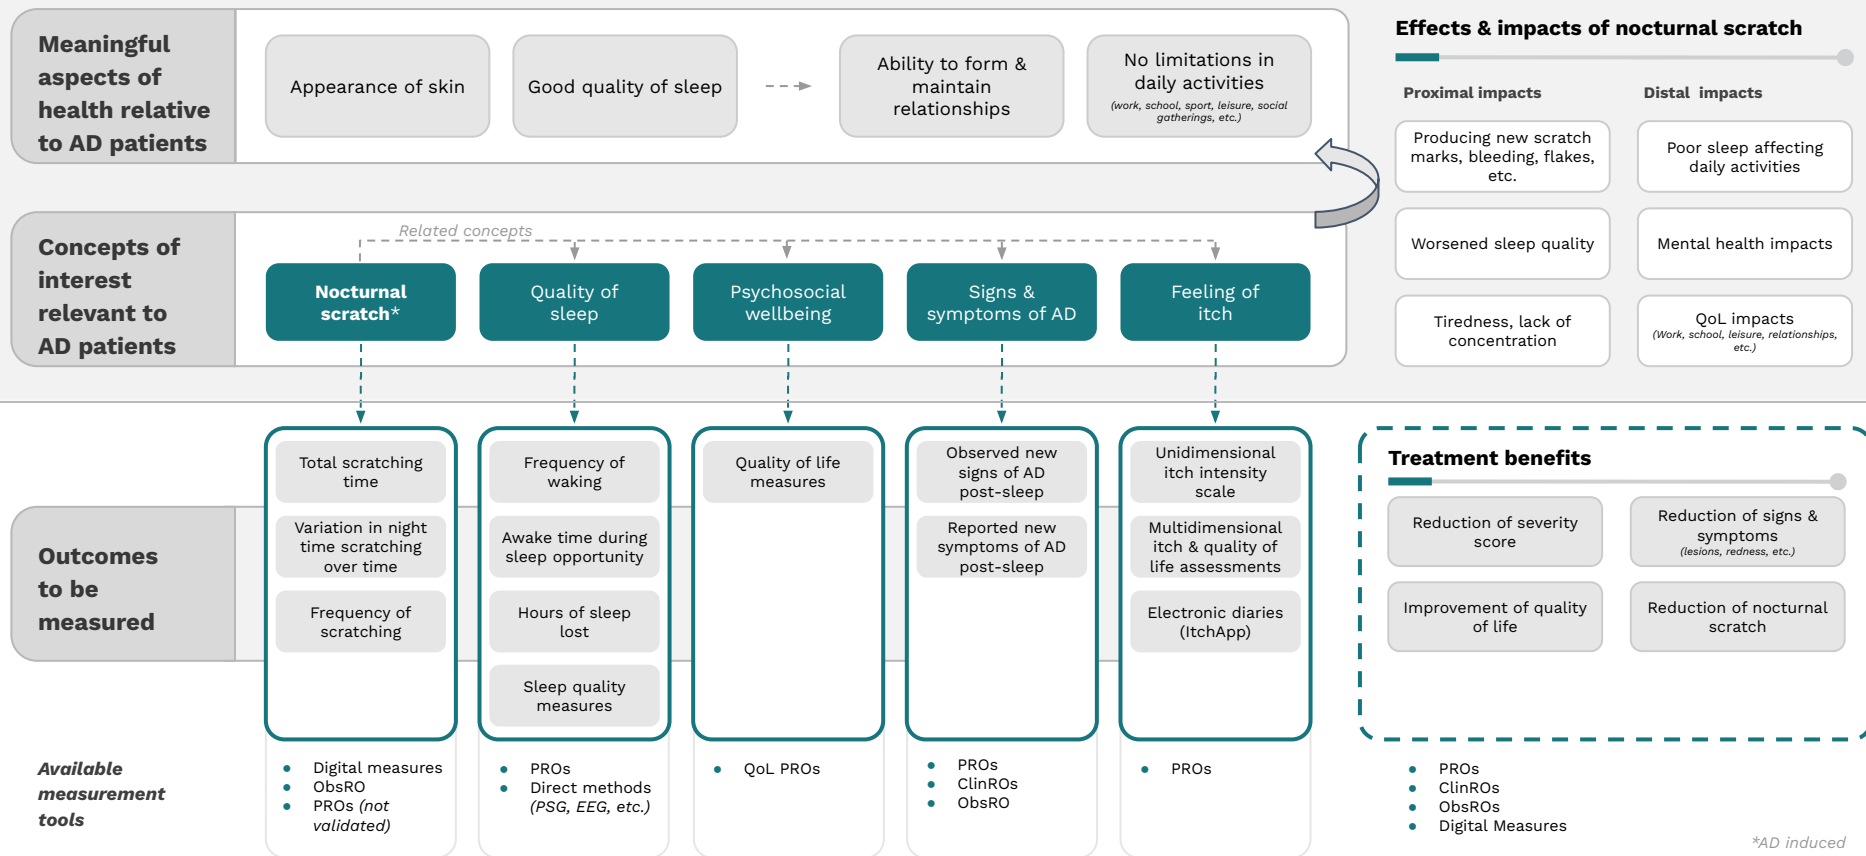 Meaningful
aspects of
health relative
to AD patients
Appearance of skin
Good quality of sleep
Ability to form &
maintain
relationships
No limitations in
daily activities
(work, school, sport, leisure, social
gatherings, etc.)
Effects & impacts of nocturnal scratch
Proximal impacts
Distal impacts
Producing new scratch
marks, bleeding, flakes,
etc.
Poor sleep affecting
daily activities
Worsened sleep quality
Mental health impacts
Tiredness, lack of
concentration
QoL impacts
(Work, school, leisure, relationships,
etc.)
Concepts of
interest
relevant to
AD patients
Related concepts
Nocturnal
scratch*
Quality of
sleep
Psychosocial
wellbeing
Signs &
symptoms of AD
Feeling of
itch
Outcomes
to be
measured
Total scratching
time
Variation in night
time scratching
over time
Frequency of
scratching
Frequency of
waking
Awake time during
sleep opportunity
Hours of sleep
lost
Sleep quality
measures
Quality of life
measures
Observed new
signs of AD
post-sleep
Reported new
symptoms of AD
post-sleep
Unidimensional
itch intensity
scale
Multidimensional
itch & quality of
life assessments
Electronic diaries
(ItchApp)
Treatment benefits
Reduction of severity
score
Reduction of signs &
symptoms
(lesions, redness, etc.)
Improvement of quality
of life
Reduction of nocturnal
scratch
Available
measurement
tools
• Digital measures
• ObsRO
• PROs (not
validated)
• PROs
• Direct methods
(PSG, EEG, etc.)
• QoL PROs
• PROs
• ClinROs
• ObsRO
• PROs
• PROs
• ClinROs
• ObsROs
• Digital Measures
*AD induced